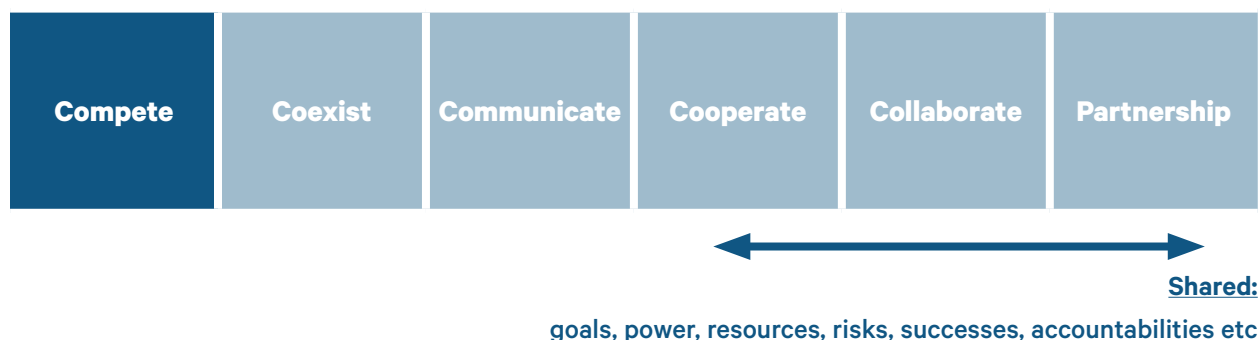 Compete
Coexist
Communicate
Cooperate
Collaborate
Partnership
Shared:
goals, power, resources, risks, successes, accountabilities etc